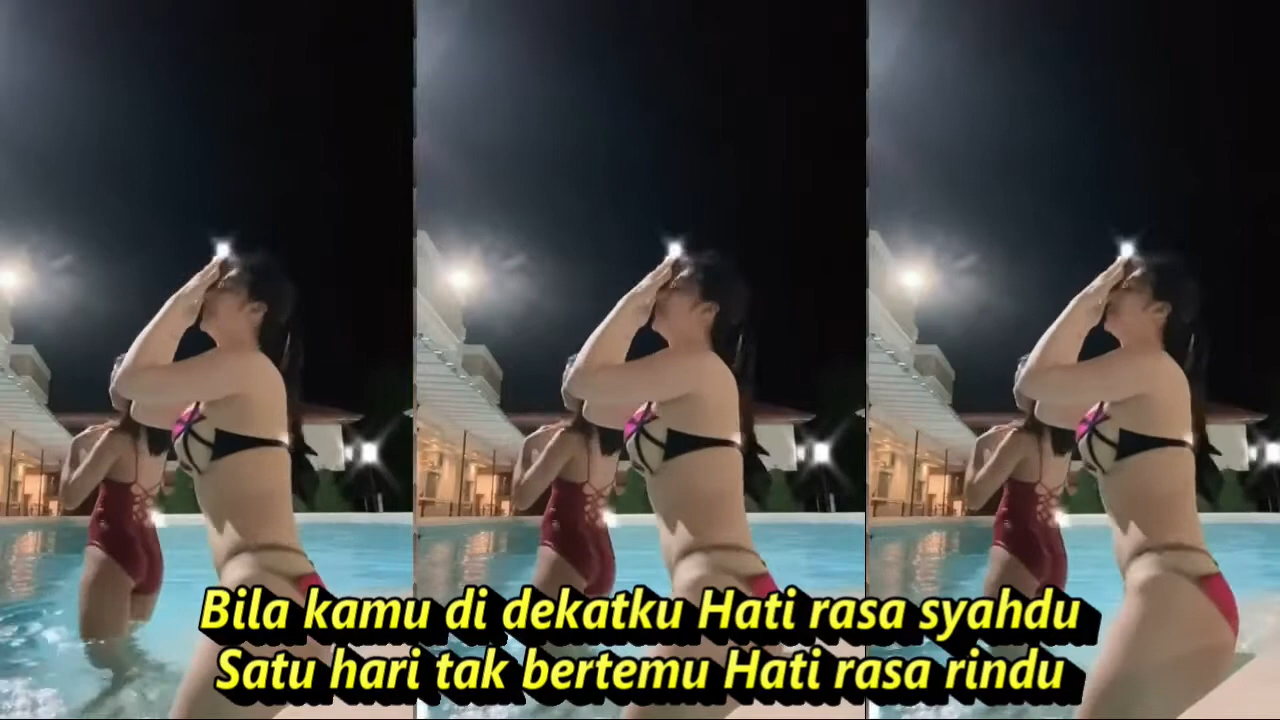 Bila kamu di dekatku Hati rasa syahdu
Satu hari tak bertemu Hati rasa rindu